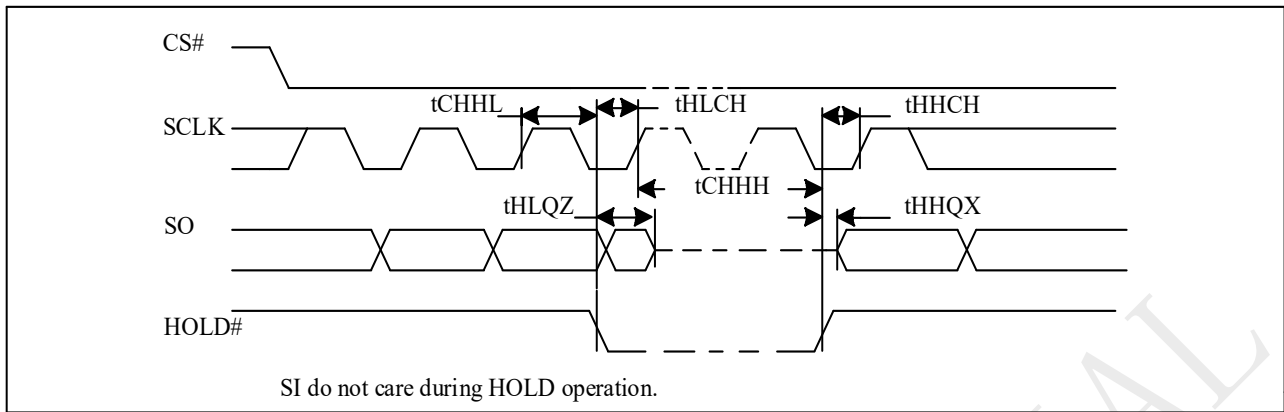 CS#
tCHHL
tHLCH
tHHCH
SCLK
tCHHH
tHLQZ
tHHQX
SO
HOLD#
SI do not care during HOLD operation.